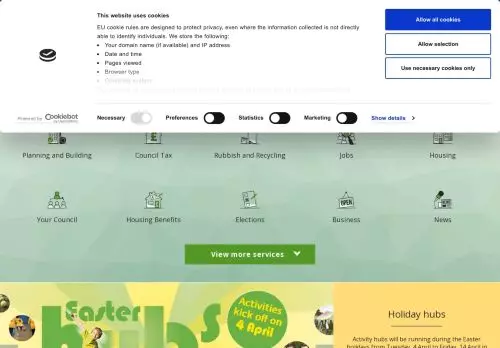 This website uses cookies
EU cookie rules are designed to protect privacy, even where the information collected is not directly
able to identify individuals. We store the following:
• Your domain name (if available) and IP address
• Date and time
• Pages viewed
• Browser type
Allow all cookies
Allow selection
Use necessary cookies only
Powered by Cookiebot
Necessary
Preferences
Statistics
Marketing
Show details
Planning and Building
Council Tax
Rubbish and Recycling
Jobs
Housing
Your Council
Housing Benefits
Elections
OPEN
Business
News
View more services
Easter
hubs
Activities
kick off on
4 April
Holiday hubs
Activity hubs will be running during the Easter
holidays from Tuesday, 4 April to Friday, 14 April in